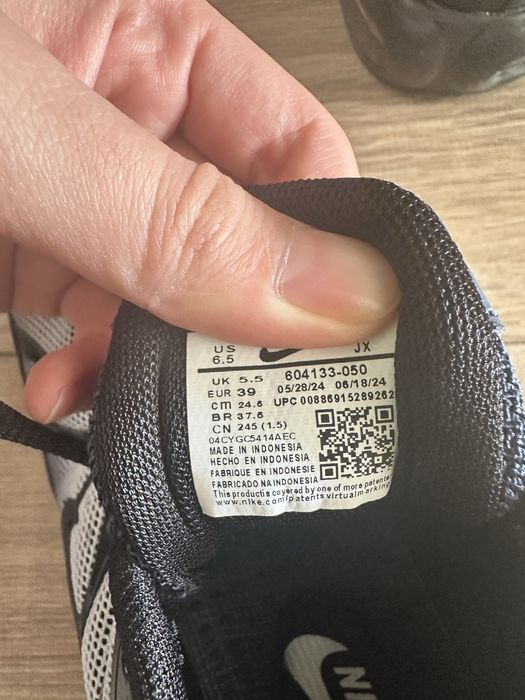 US
6.5
JX
UK 5.5 604133-050
EUR 39 05/28/24 06/18/24
cm 24.5 UPC 00886915289262
BR 37.5
CN 245 (1.5)
04CYGC5414AEC
MADE IN INDONESIA
HECHO EN INDONESIA
FABRIQUE EN INDONESIE
FABRICADO NA INDONESIA
This product is covered by one of more patents
www.nike.com/patents virtual marking